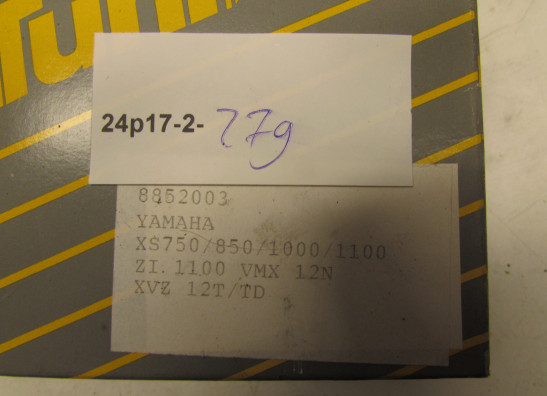 24p17-2-779
8852003
YAMAHA
XS750/850/1000/1100
ZI.1100 VMX 12N
XVZ 12T/TD